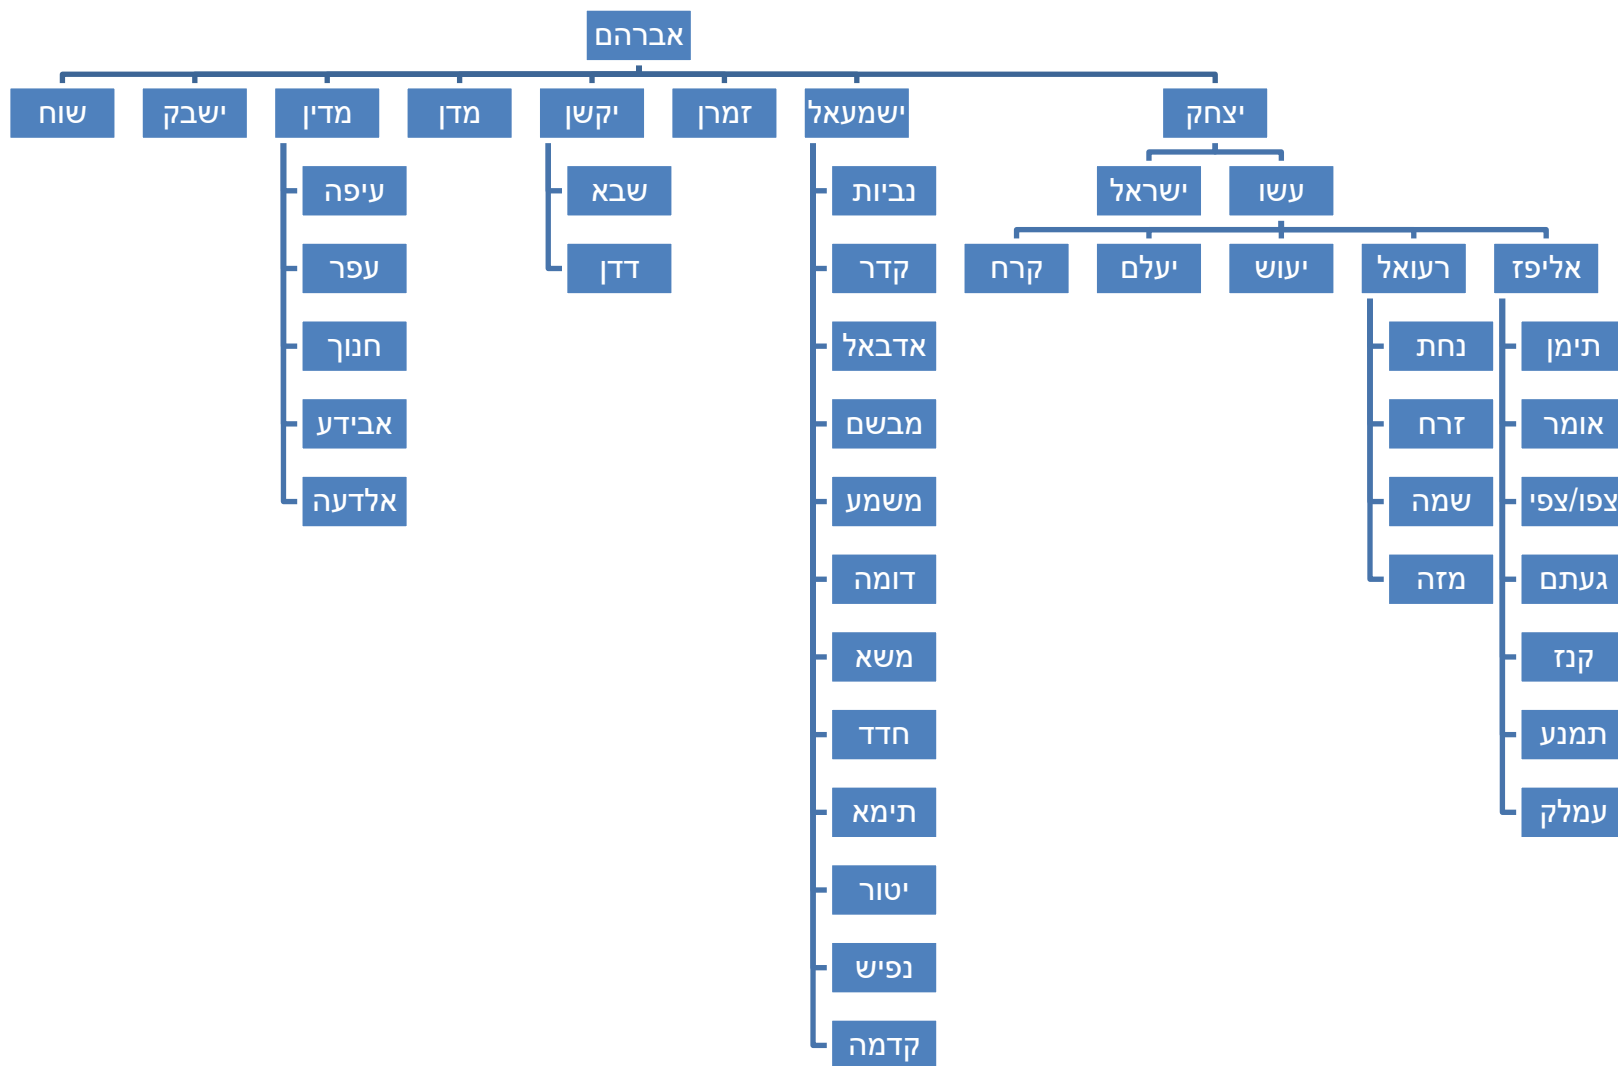 אברהם
יצחק
ישמעאל
זמרן
יקשן
מדן
מדין
ישבק
שוח
עשו
ישראל
נביות
שבא
עיפה
אליפז
רעואל
יעוש
יעלם
קרח
קדר
דדן
עפר
תימן
נחת
אדבאל
חנוך
אומר
זרח
מבשם
אבידע
צפו/צפי
שמה
משמע
אלדעה
געתם
מזה
דומה
קנז
משא
תמנע
חדד
עמלק
תימא
יטור
נפיש
קדמה